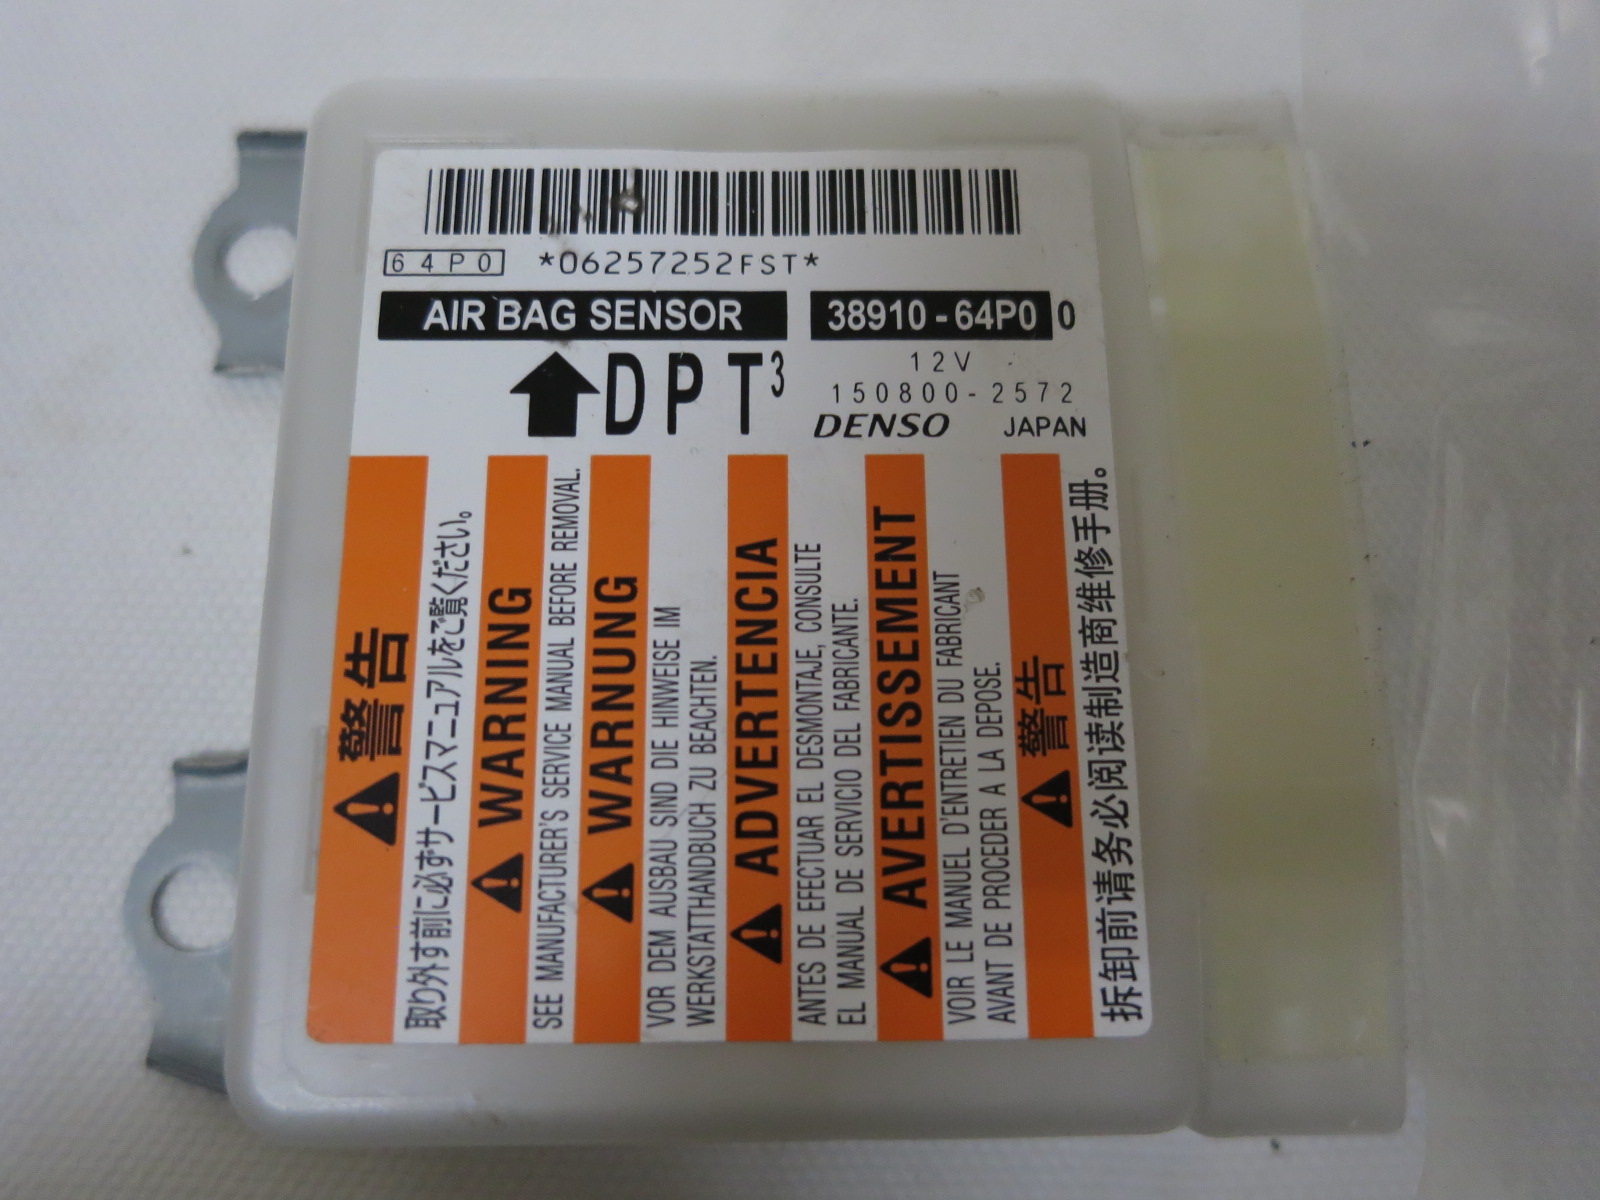 64P0 *06257252FST*
AIR BAG SENSOR 38910-64P0 0
DPT3 12V
150800-2572
DENSO JAPAN
警告
取り外す前に必ずサービスマニュアルをご覧ください。
WARNING
SEE MANUFACTURER'S SERVICE MANUAL BEFORE REMOVAL.
WARNUNG
VOR DEM AUSBAU SIND DIE HINWEISE IM
WERKSTATTHANDBUCH ZU BEACHTEN.
ADVERTENCIA
ANTES DE EFECTUAR EL DESMONTAJE, CONSULTE
EL MANUAL DE SERVICIO DEL FABRICANTE.
AVERTISSEMENT
VOIR LE MANUEL D'ENTRETIEN DU FABRICANT
AVANT DE PROCEDER A LA DEPOSE.
警告
拆卸前请务必阅读制造商维修手册。